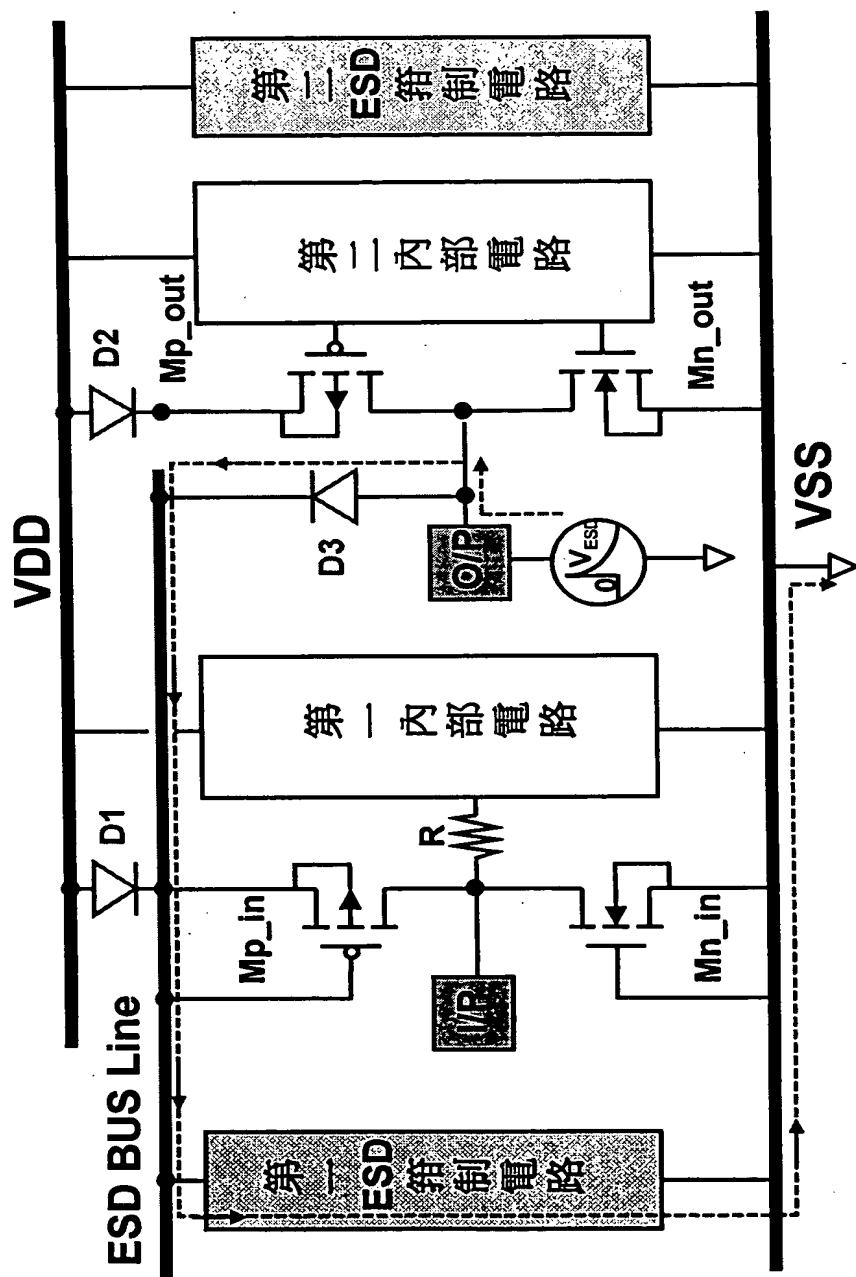 VDD
ESD BUS Line
D1
D2
D3
Mp_in
Mp_out
第一ESD箝制電路
I/P
R
第一內部電路
O/P
VESD
0
第二內部電路
第二ESD箝制電路
Mn_in
Mn_out
VSS